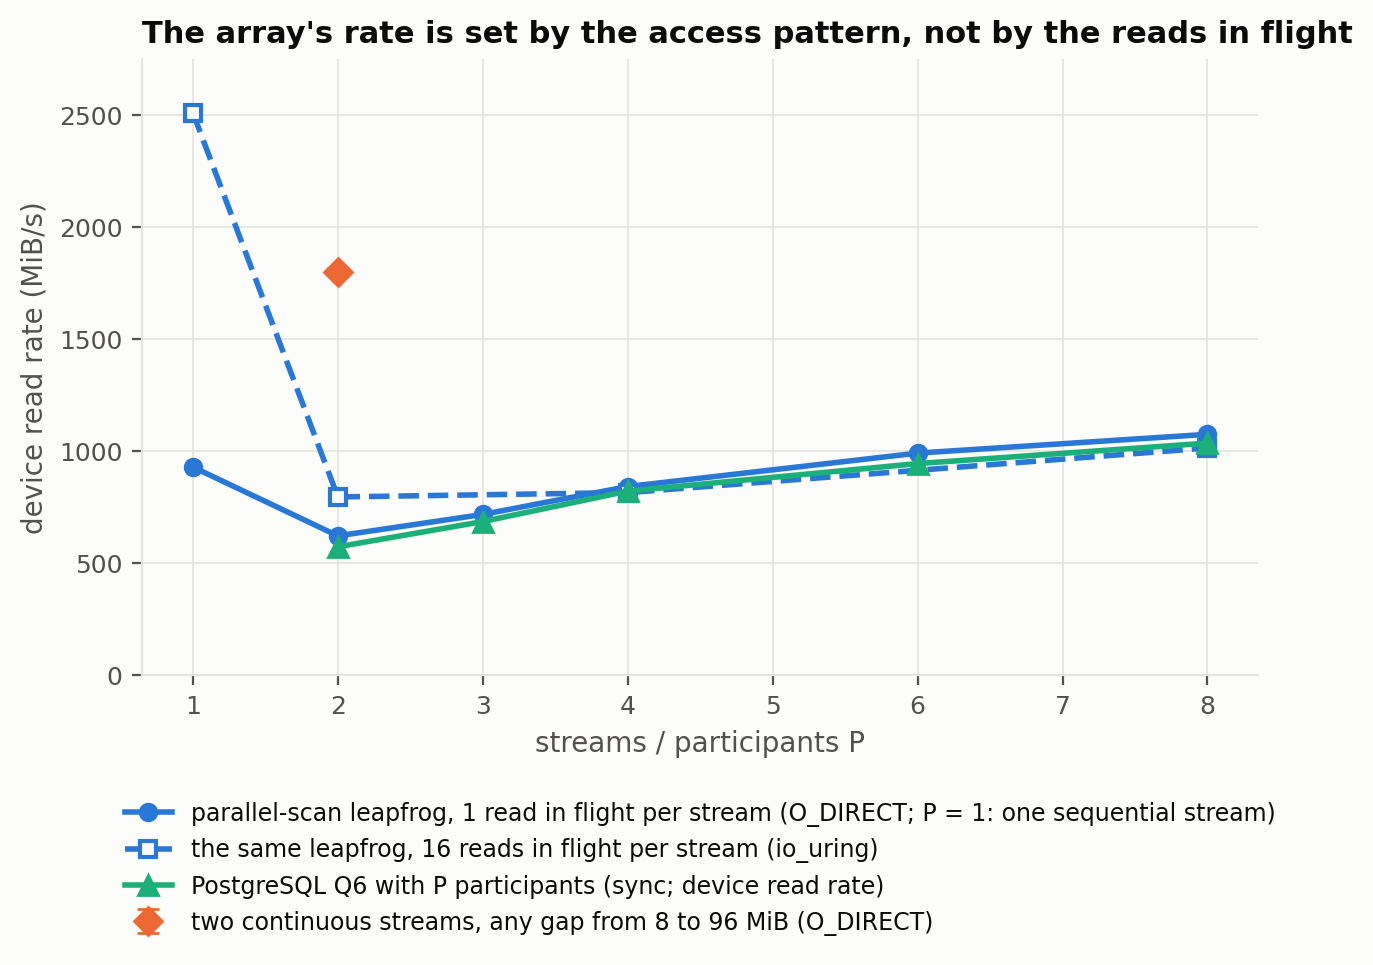 The array's rate is set by the access pattern, not by the reads in flight
2500
2000
1500
1000
500
0
device read rate (MiB/s)
1 2 3 4 5 6 7 8
streams / participants P
parallel-scan leapfrog, 1 read in flight per stream (O_DIRECT; P = 1: one sequential stream)
the same leapfrog, 16 reads in flight per stream (io_uring)
PostgreSQL Q6 with P participants (sync; device read rate)
two continuous streams, any gap from 8 to 96 MiB (O_DIRECT)